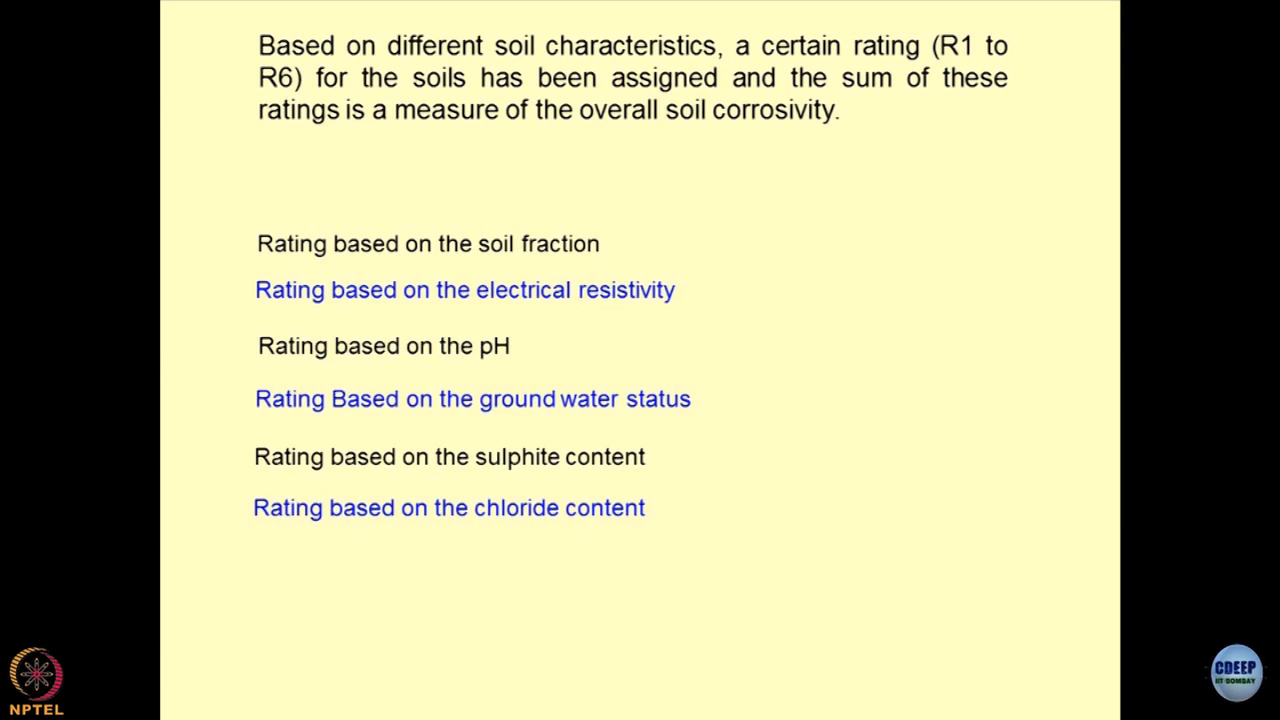 Based on different soil characteristics, a certain rating (R1 to
R6) for the soils has been assigned and the sum of these
ratings is a measure of the overall soil corrosivity.
Rating based on the soil fraction
Rating based on the electrical resistivity
Rating based on the pH
Rating Based on the ground water status
Rating based on the sulphite content
Rating based on the chloride content
NPTEL
CDEEP
IIT BOMBAY